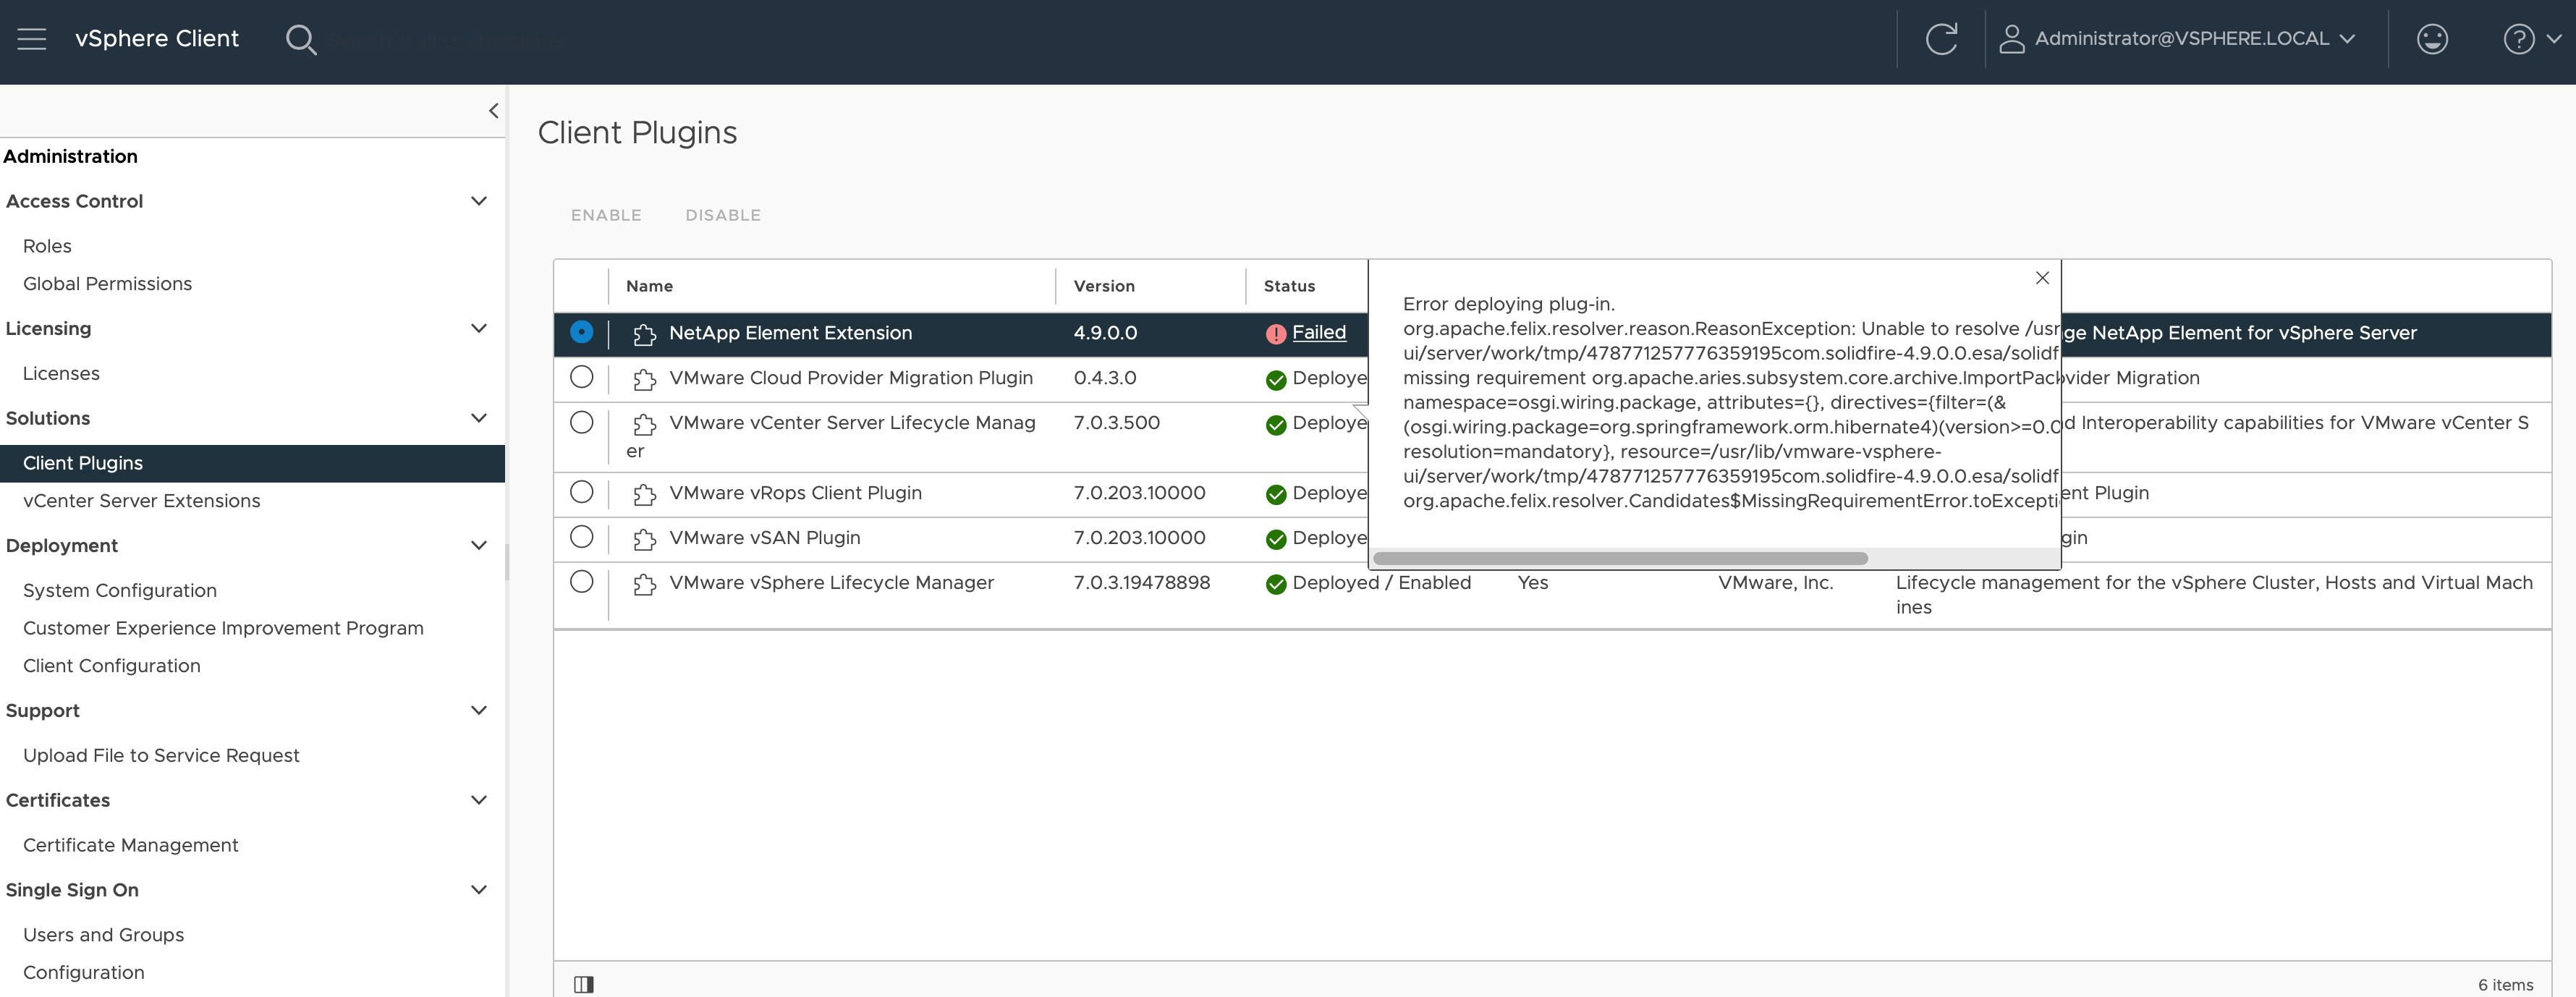 vSphere Client
Administrator@VSPHERE.LOCAL
Administration
Access Control
Roles
Global Permissions
Licensing
Licenses
Solutions
Client Plugins
vCenter Server Extensions
Deployment
System Configuration
Customer Experience Improvement Program
Client Configuration
Support
Upload File to Service Request
Certificates
Certificate Management
Single Sign On
Users and Groups
Configuration
Client Plugins
ENABLE DISABLE
Name Version Status
NetApp Element Extension 4.9.0.0 Failed ge NetApp Element for vSphere Server
VMware Cloud Provider Migration Plugin 0.4.3.0 Deploye vider Migration
VMware vCenter Server Lifecycle Manag 7.0.3.500 Deploye d Interoperability capabilities for VMware vCenter S
er
VMware vRops Client Plugin 7.0.203.10000 Deploye ent Plugin
VMware vSAN Plugin 7.0.203.10000 Deploye gin
VMware vSphere Lifecycle Manager 7.0.3.19478898 Deployed / Enabled Yes VMware, Inc. Lifecycle management for the vSphere Cluster, Hosts and Virtual Mach
ines
Error deploying plug-in.
org.apache.felix.resolver.reason.ReasonException: Unable to resolve /usr
ui/server/work/tmp/478771257776359195com.solidfire-4.9.0.0.esa/solidf
missing requirement org.apache.aries.subsystem.core.archive.ImportPack
namespace=osgi.wiring.package, attributes={}, directives={filter=(&
(osgi.wiring.package=org.springframework.orm.hibernate4)(version>=0.0
resolution=mandatory}, resource=/usr/lib/vmware-vsphere-
ui/server/work/tmp/478771257776359195com.solidfire-4.9.0.0.esa/solidf
org.apache.felix.resolver.Candidates$MissingRequirementError.toExcepti
6 items